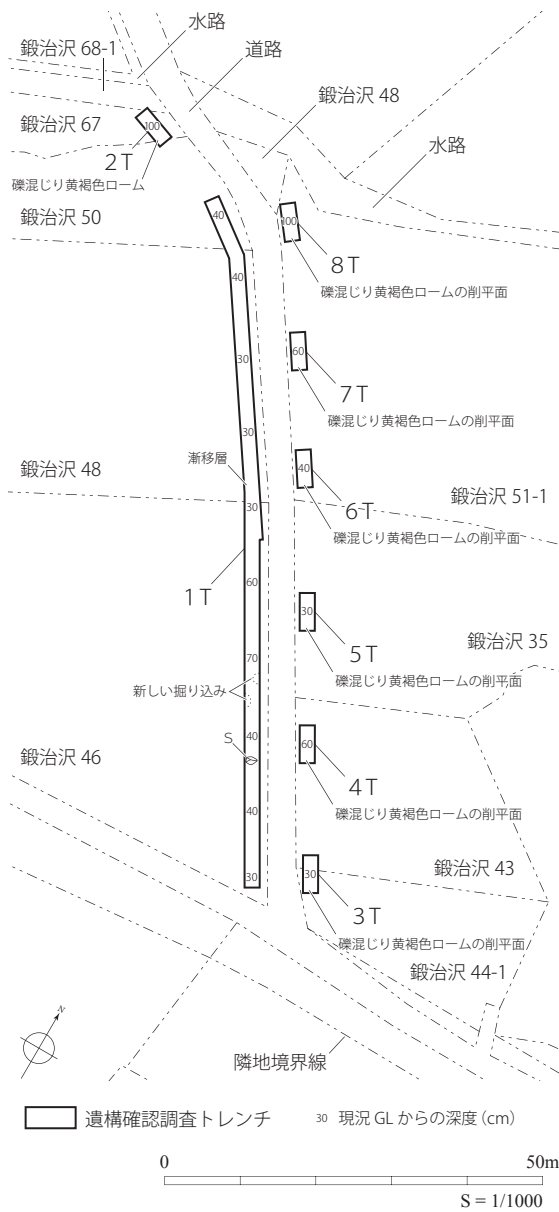 水路
鍛治沢 68-1
道路
鍛治沢 48
鍛治沢 67
100
水路
2T
礫混じり黄褐色ローム
鍛治沢 50
40
100
8T
40
礫混じり黄褐色ロームの削平面
30
60
7T
礫混じり黄褐色ロームの削平面
30
漸移層
40
鍛治沢 48
鍛治沢 51-1
30
6T
礫混じり黄褐色ロームの削平面
60
1T
30
5T
鍛治沢 35
70
礫混じり黄褐色ロームの削平面
新しい掘り込み
S
40
60
鍛治沢 46
4T
40
礫混じり黄褐色ロームの削平面
鍛治沢 43
30
30
3T
礫混じり黄褐色ロームの削平面
鍛治沢 44-1
N
隣地境界線
遺構確認調査トレンチ
30 現況 GL からの深度 (cm)
0
50m
S = 1/1000